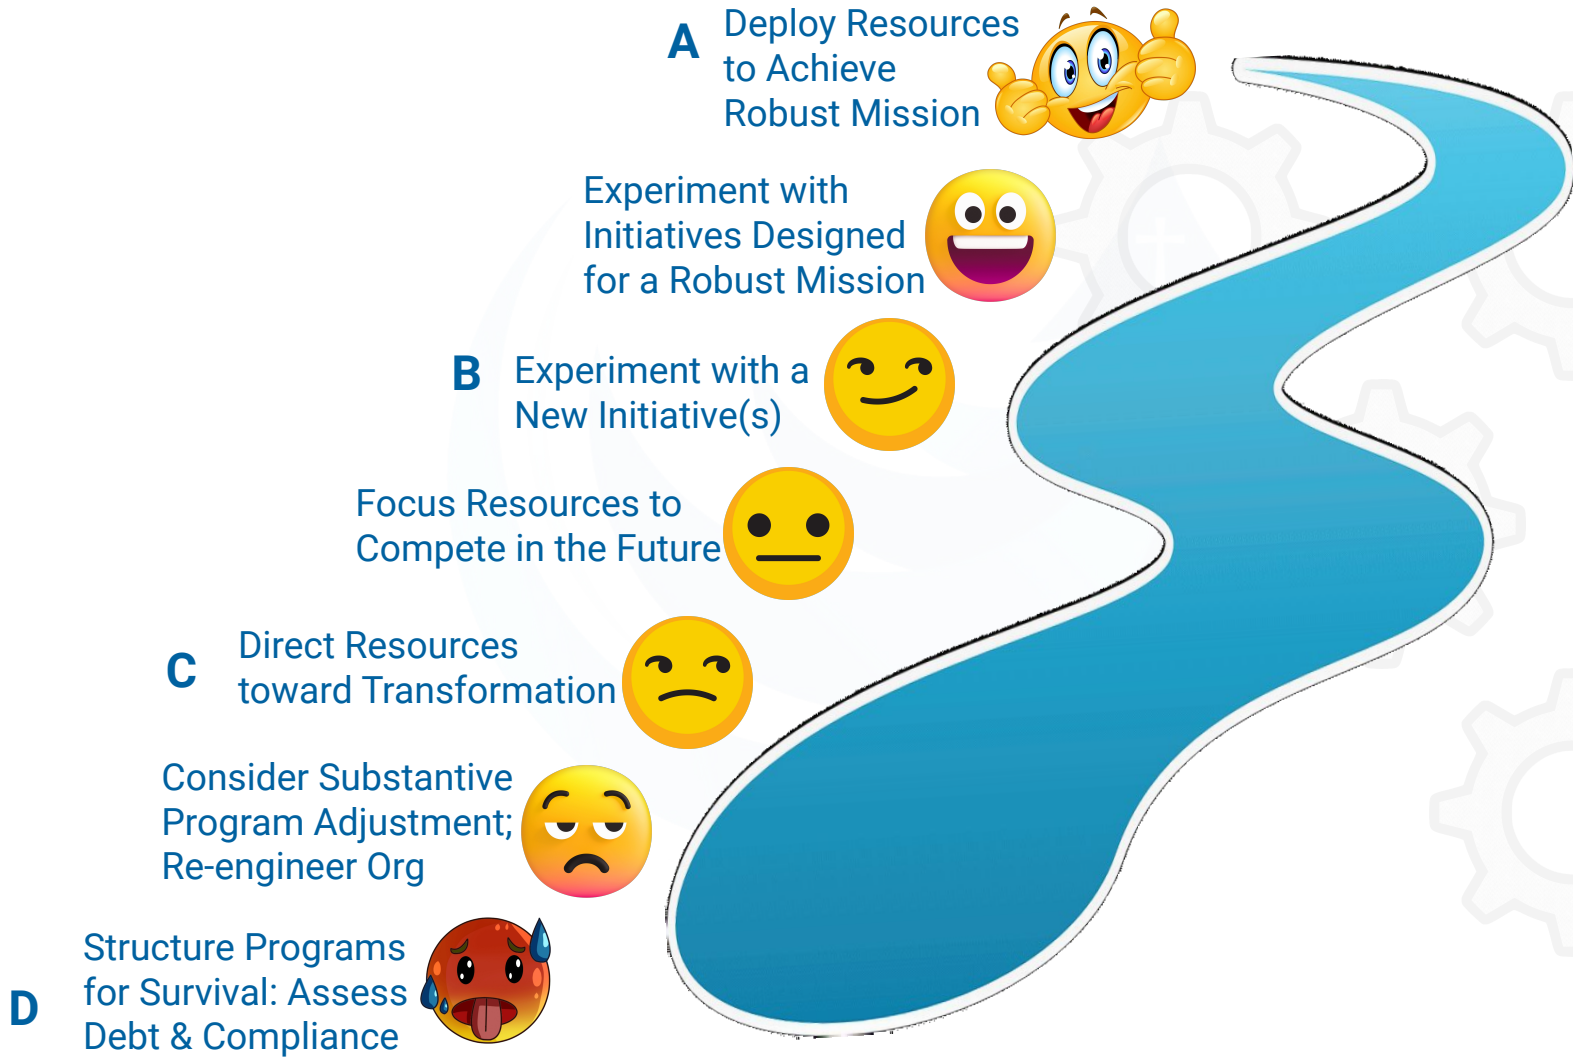 A
Deploy Resources
to Achieve
Robust Mission
Experiment with
Initiatives Designed
for a Robust Mission
B
Experiment with a
New Initiative(s)
Focus Resources to
Compete in the Future
C
Direct Resources
toward Transformation
Consider Substantive
Program Adjustment;
Re-engineer Org
D
Structure Programs
for Survival: Assess
Debt & Compliance